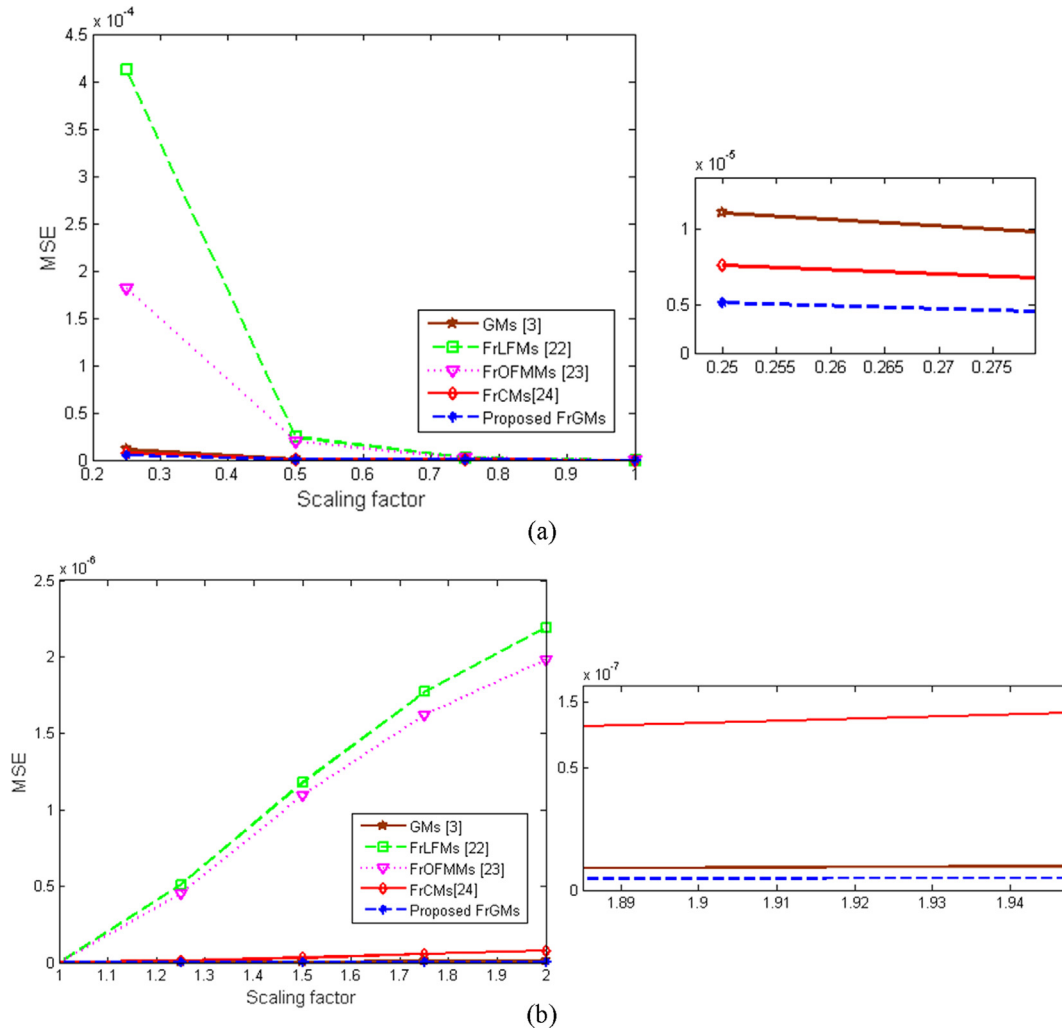 x 10^-4
4.5
4
3.5
3
2.5
2
1.5
1
0.5
0
MSE
0.2 0.3 0.4 0.5 0.6 0.7 0.8 0.9 1
Scaling factor
GMs [3]
FrLFMs [22]
FrOFMMs [23]
FrCMs[24]
Proposed FrGMs
x 10^-5
1
0.5
0
0.25 0.255 0.26 0.265 0.27 0.275
(a)
x 10^-6
2.5
2
1.5
1
0.5
0
MSE
1 1.1 1.2 1.3 1.4 1.5 1.6 1.7 1.8 1.9 2
Scaling factor
GMs [3]
FrLFMs [22]
FrOFMMs [23]
FrCMs[24]
Proposed FrGMs
x 10^-7
1.5
0.5
0
1.89 1.9 1.91 1.92 1.93 1.94
(b)